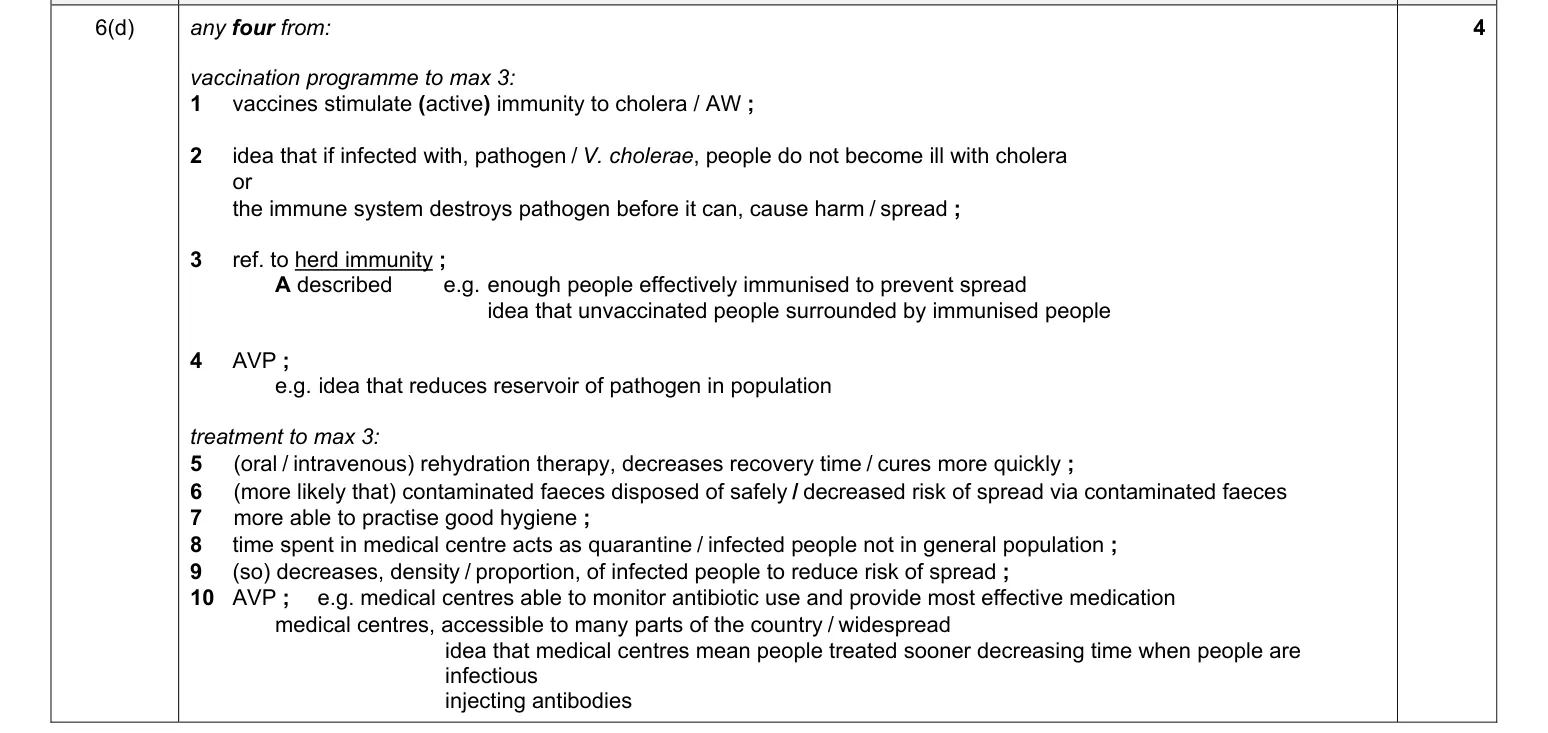 6(d) any four from: 4
vaccination programme to max 3:
1 vaccines stimulate (active) immunity to cholera / AW ;
2 idea that if infected with, pathogen / V. cholerae, people do not become ill with cholera
or
the immune system destroys pathogen before it can, cause harm / spread ;
3 ref. to herd immunity ;
A described e.g. enough people effectively immunised to prevent spread
idea that unvaccinated people surrounded by immunised people
4 AVP ;
e.g. idea that reduces reservoir of pathogen in population
treatment to max 3:
5 (oral / intravenous) rehydration therapy, decreases recovery time / cures more quickly ;
6 (more likely that) contaminated faeces disposed of safely / decreased risk of spread via contaminated faeces
7 more able to practise good hygiene ;
8 time spent in medical centre acts as quarantine / infected people not in general population ;
9 (so) decreases, density / proportion, of infected people to reduce risk of spread ;
10 AVP ; e.g. medical centres able to monitor antibiotic use and provide most effective medication
medical centres, accessible to many parts of the country / widespread
idea that medical centres mean people treated sooner decreasing time when people are
infectious
injecting antibodies